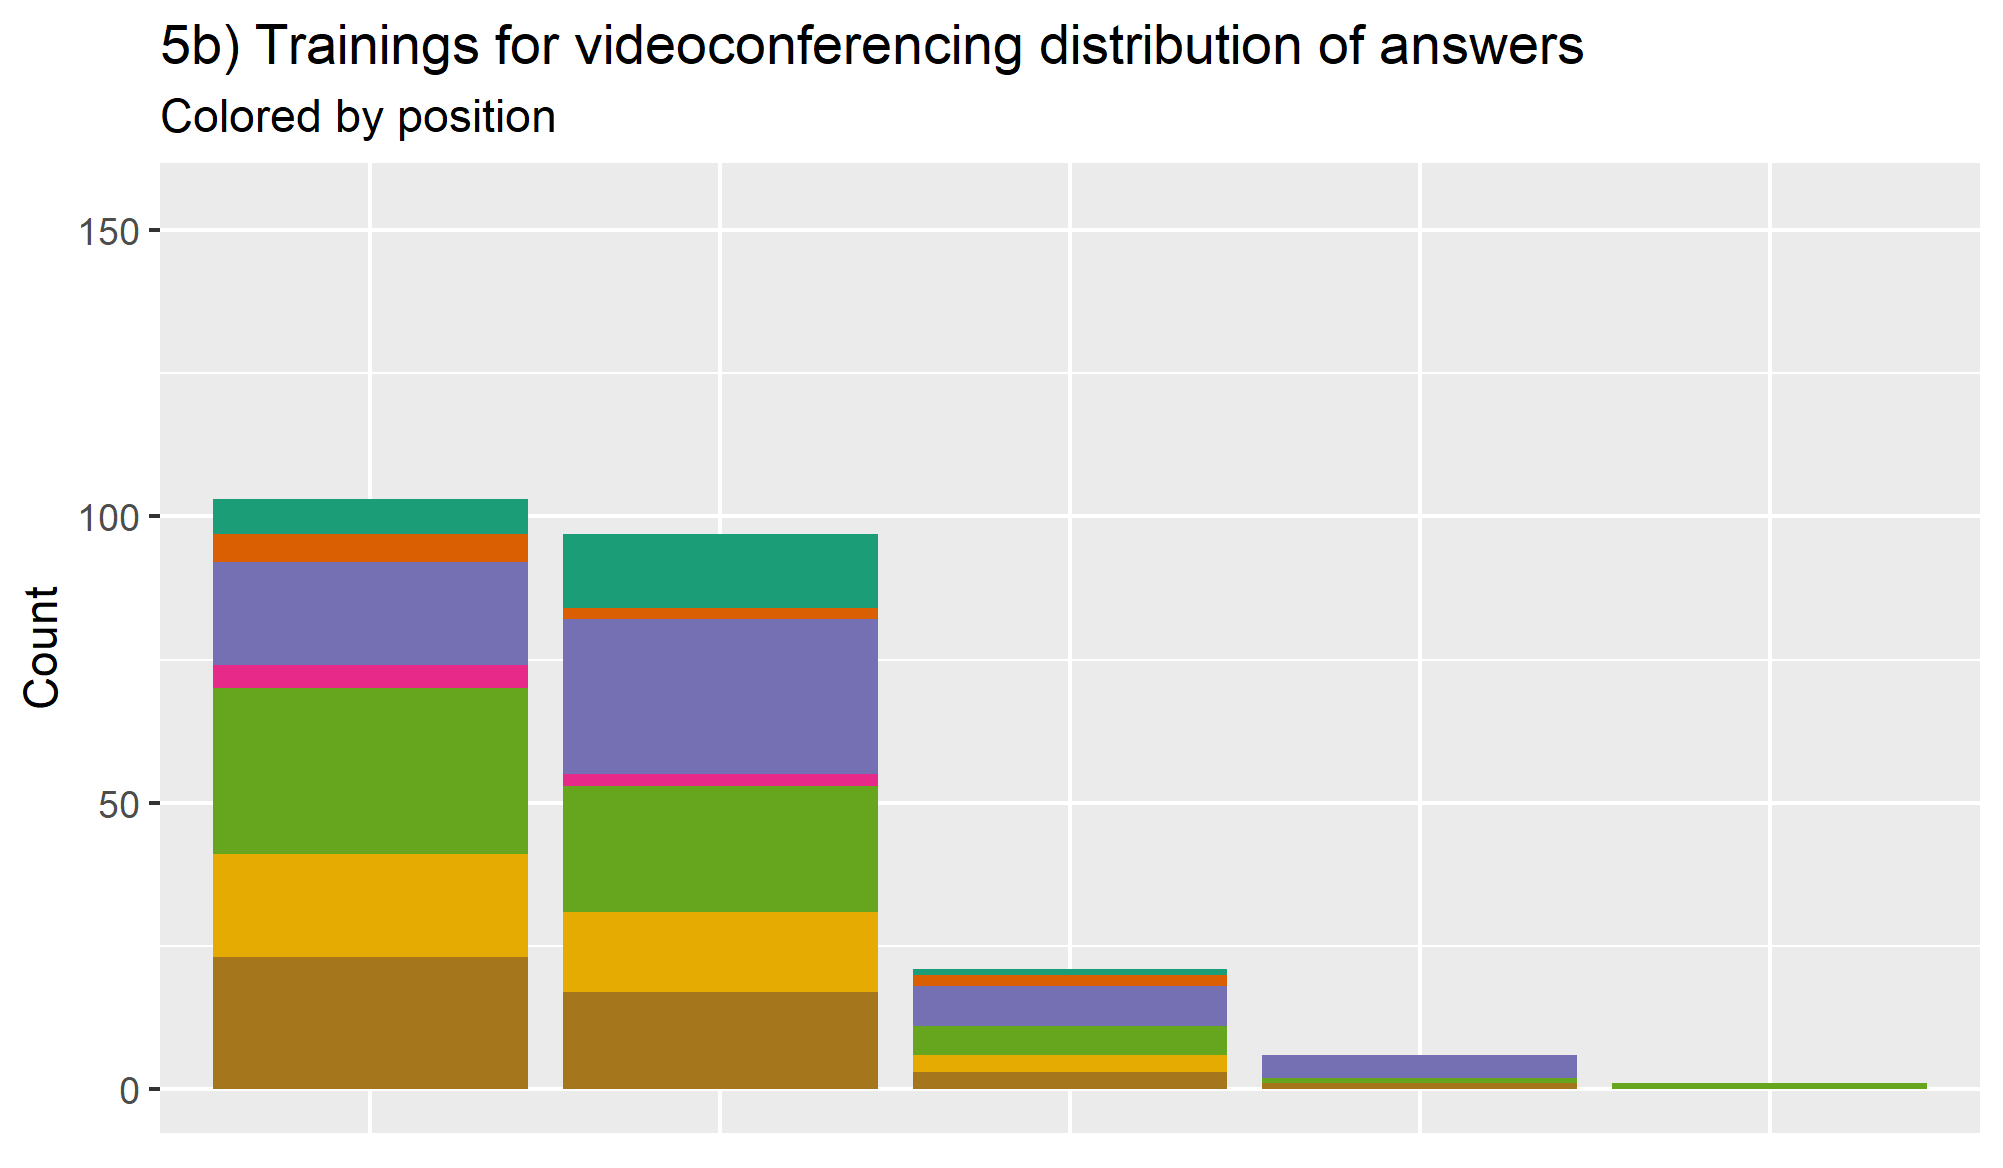 5b) Trainings for videoconferencing distribution of answers
Colored by position
150
100
50
0
Count